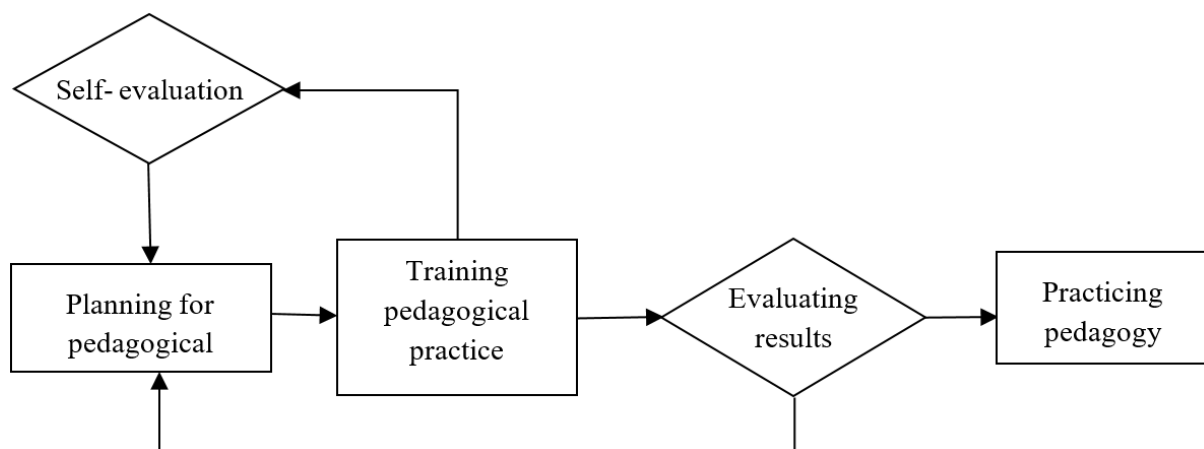 Self- evaluation
Planning for
pedagogical
Training
pedagogical
practice
Evaluating
results
Practicing
pedagogy